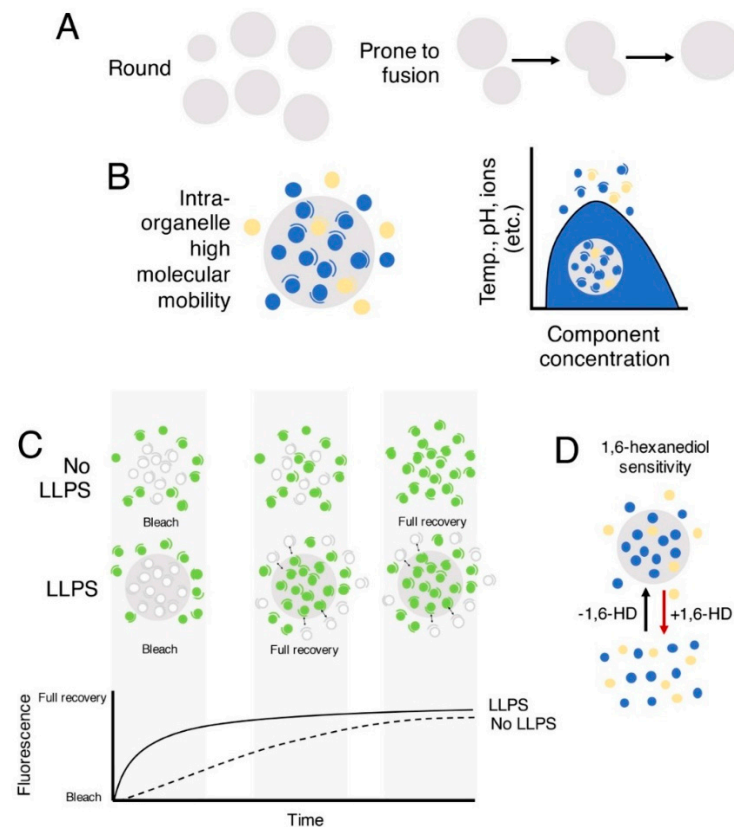 A
Round
Prone to
fusion
B
Intra-
organelle
high
molecular
mobility
Temp., pH, ions
(etc.)
Component
concentration
C
No
LLPS
Bleach
Full recovery
LLPS
Bleach
Full recovery
Full recovery
Fluorescence
Bleach
LLPS
No LLPS
Time
D
1,6-hexanediol
sensitivity
-1,6-HD
+1,6-HD